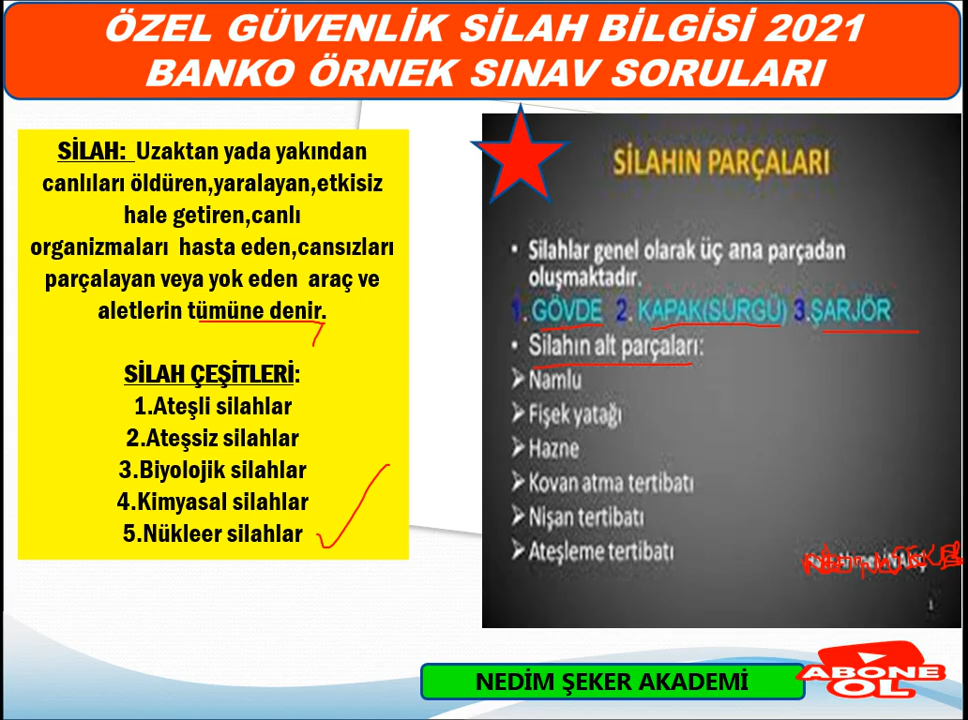 ÖZEL GÜVENLİK SİLAH BİLGİSİ 2021
BANKO ÖRNEK SINAV SORULARI
SİLAH: Uzaktan yada yakından
canlıları öldüren,yaralayan,etkisiz
hale getiren,canlı
organizmaları hasta eden,cansızları
parçalayan veya yok eden araç ve
aletlerin tümüne denir.
SİLAH ÇEŞİTLERİ:
1.Ateşli silahlar
2.Ateşsiz silahlar
3.Biyolojik silahlar
4.Kimyasal silahlar
5.Nükleer silahlar
SİLAHIN PARÇALARI
• Silahlar genel olarak üç ana parçadan
oluşmaktadır.
1. GÖVDE 2. KAPAK(SÜRGÜ) 3.ŞARJÖR
• Silahın alt parçaları:
➢ Namlu
➢ Fişek yatağı
➢ Hazne
➢ Kovan atma tertibatı
➢ Nişan tertibatı
➢ Ateşleme tertibatı
1
NEDİM ŞEKER AKADEMİ
ABONE
OL